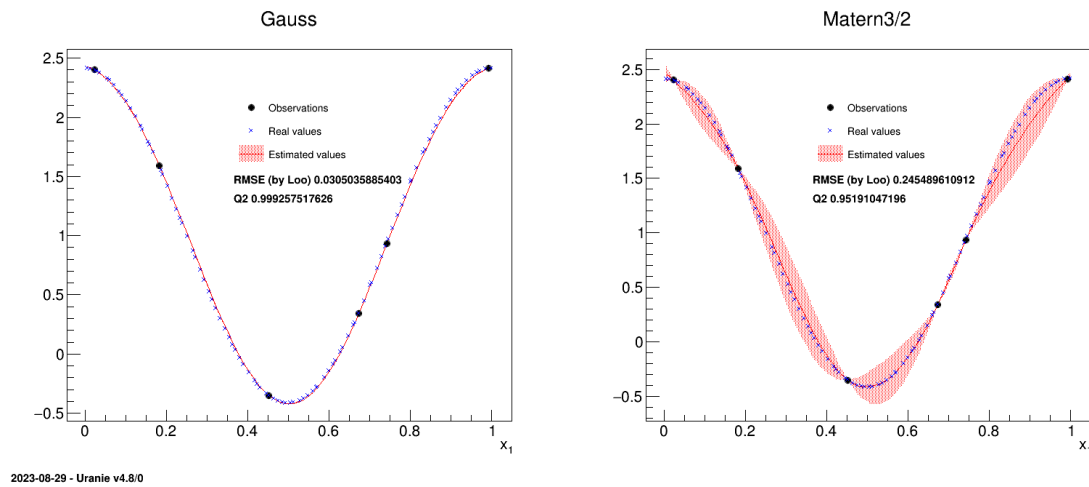 Gauss
2.5
2
1.5
1
0.5
0
−0.5
Observations
Real values
Estimated values
RMSE (by Loo) 0.0305035885403
Q2 0.999257517626
0 0.2 0.4 0.6 0.8 1
x1
Matern3/2
2.5
2
1.5
1
0.5
0
−0.5
Observations
Real values
Estimated values
RMSE (by Loo) 0.245489610912
Q2 0.95191047196
0 0.2 0.4 0.6 0.8 1
x
2023-08-29 - Uranie v4.8/0